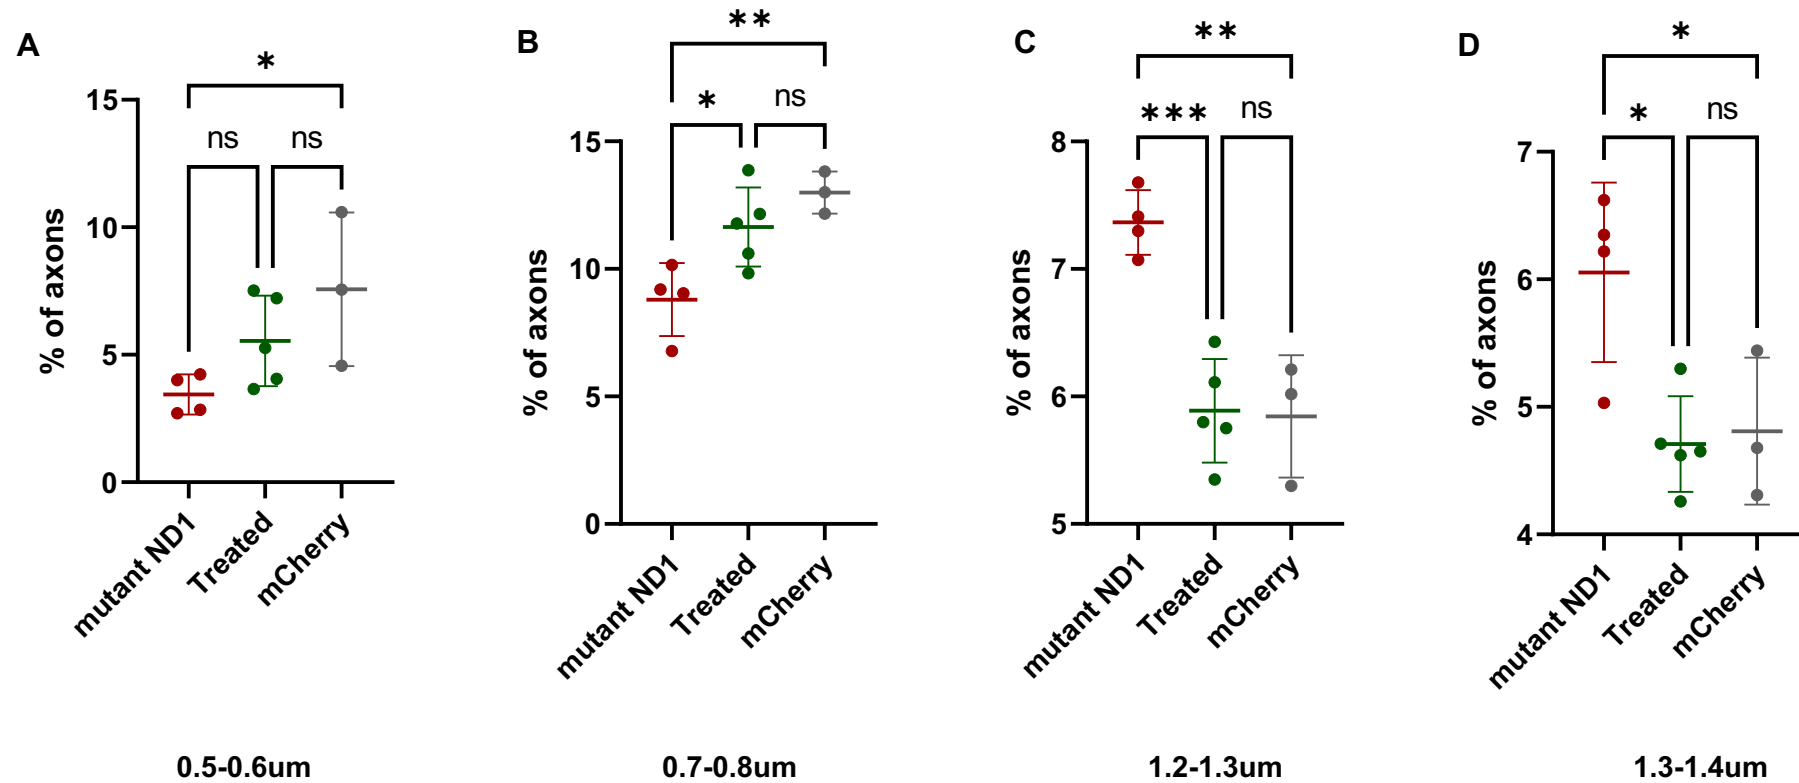 A
*
ns ns
15
10
5
0
% of axons
mutant ND1
Treated
mCherry
0.5-0.6um
B
**
* ns
15
10
5
0
% of axons
mutant ND1
Treated
mCherry
0.7-0.8um
C
**
*** ns
8
7
6
5
% of axons
mutant ND1
Treated
mCherry
1.2-1.3um
D
*
* ns
7
6
5
4
% of axons
mutant ND1
Treated
mCherry
1.3-1.4um